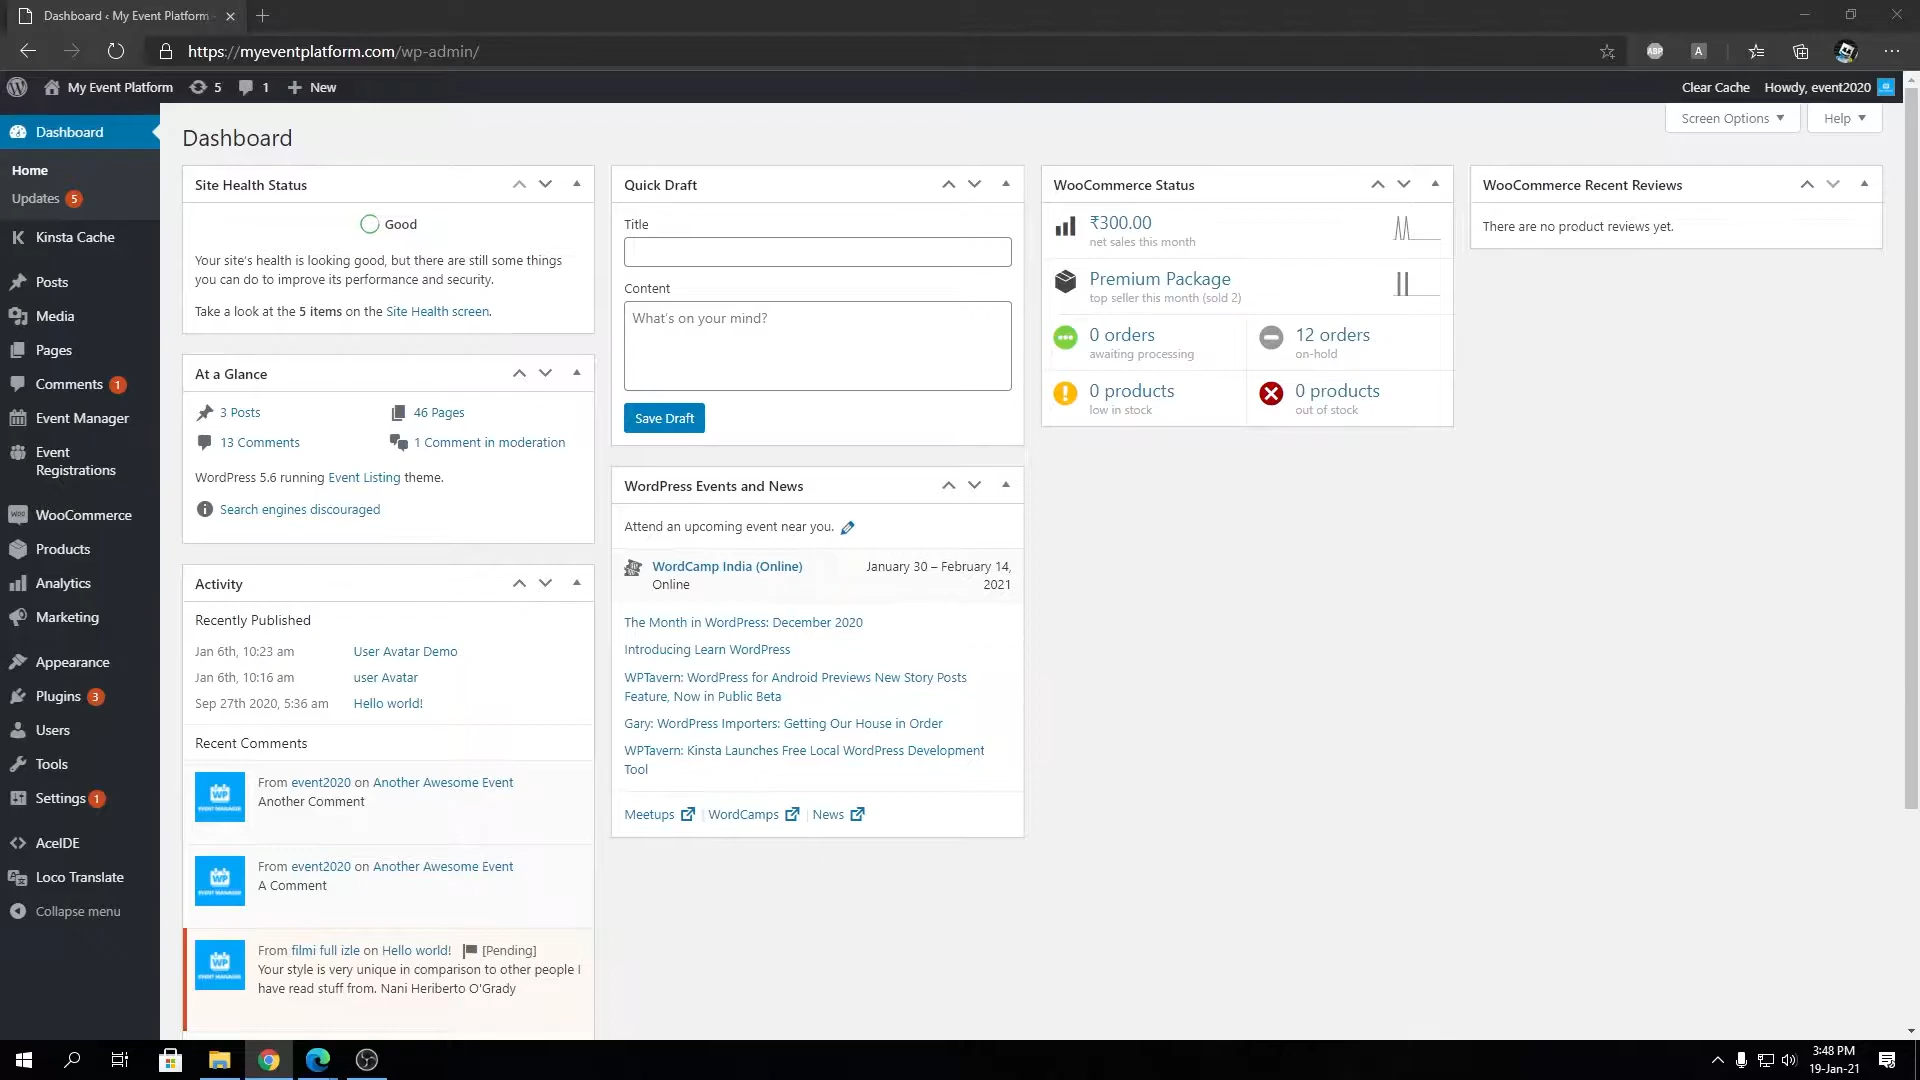 Dashboard ‹ My Event Platform
https://myeventplatform.com/wp-admin/
ABP
A
My Event Platform
5
1
New
Clear Cache
Howdy, event2020
Dashboard
Home
Updates 5
Kinsta Cache
Posts
Media
Pages
Comments 1
Event Manager
Event
Registrations
WooCommerce
Products
Analytics
Marketing
Appearance
Plugins 3
Users
Tools
Settings 1
AceIDE
Loco Translate
Collapse menu
Dashboard
Screen Options
Help
Site Health Status
Good
Your site's health is looking good, but there are still some things
you can do to improve its performance and security.
Take a look at the 5 items on the Site Health screen.
At a Glance
3 Posts
46 Pages
13 Comments
1 Comment in moderation
WordPress 5.6 running Event Listing theme.
Search engines discouraged
Activity
Recently Published
Jan 6th, 10:23 am User Avatar Demo
Jan 6th, 10:16 am user Avatar
Sep 27th 2020, 5:36 am Hello world!
Recent Comments
WP
EVENT MANAGER
From event2020 on Another Awesome Event
Another Comment
WP
EVENT MANAGER
From event2020 on Another Awesome Event
A Comment
WP
EVENT MANAGER
From filmi full izle on Hello world! [Pending]
Your style is very unique in comparison to other people I
have read stuff from. Nani Heriberto O'Grady
Quick Draft
Title
Content
What's on your mind?
Save Draft
WordPress Events and News
Attend an upcoming event near you.
WordCamp India (Online)
Online
January 30 – February 14,
2021
The Month in WordPress: December 2020
Introducing Learn WordPress
WPTavern: WordPress for Android Previews New Story Posts
Feature, Now in Public Beta
Gary: WordPress Importers: Getting Our House in Order
WPTavern: Kinsta Launches Free Local WordPress Development
Tool
Meetups | WordCamps | News
WooCommerce Status
₹300.00
net sales this month
Premium Package
top seller this month (sold 2)
0 orders
awaiting processing
12 orders
on-hold
0 products
low in stock
0 products
out of stock
WooCommerce Recent Reviews
There are no product reviews yet.
3:48 PM
19-Jan-21